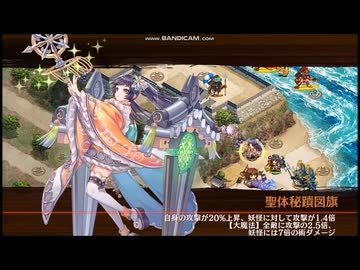 www.BANDICAM.com
聖体秘蹟図旗
自身の攻撃が20%上昇、妖怪に対して攻撃が1.4倍
【大魔法】全敵に攻撃の2.5倍、
妖怪には7倍の術ダメージ